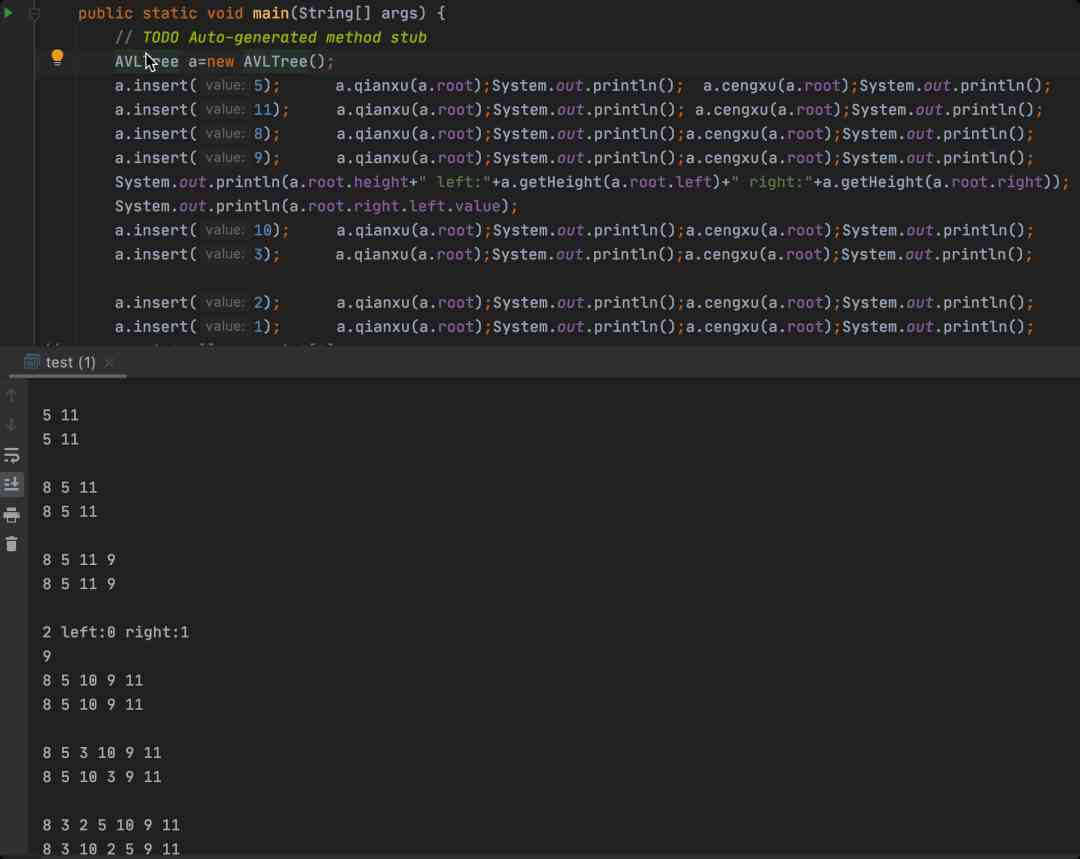 public static void main(String[] args) {
// TODO Auto-generated method stub
AVLTree a=new AVLTree();
a.insert( value: 5);      a.qianxu(a.root);System.out.println();  a.cengxu(a.root);System.out.println();
a.insert( value: 11);     a.qianxu(a.root);System.out.println(); a.cengxu(a.root);System.out.println();
a.insert( value: 8);      a.qianxu(a.root);System.out.println();a.cengxu(a.root);System.out.println();
a.insert( value: 9);      a.qianxu(a.root);System.out.println();a.cengxu(a.root);System.out.println();
System.out.println(a.root.height+" left:"+a.getHeight(a.root.left)+" right:"+a.getHeight(a.root.right));
System.out.println(a.root.right.left.value);
a.insert( value: 10);     a.qianxu(a.root);System.out.println();a.cengxu(a.root);System.out.println();
a.insert( value: 3);      a.qianxu(a.root);System.out.println();a.cengxu(a.root);System.out.println();
a.insert( value: 2);      a.qianxu(a.root);System.out.println();a.cengxu(a.root);System.out.println();
a.insert( value: 1);      a.qianxu(a.root);System.out.println();a.cengxu(a.root);System.out.println();
test (1)
5 11
5 11
8 5 11
8 5 11
8 5 11 9
8 5 11 9
2 left:0 right:1
9
8 5 10 9 11
8 5 10 9 11
8 5 3 10 9 11
8 5 10 3 9 11
8 3 2 5 10 9 11
8 3 10 2 5 9 11